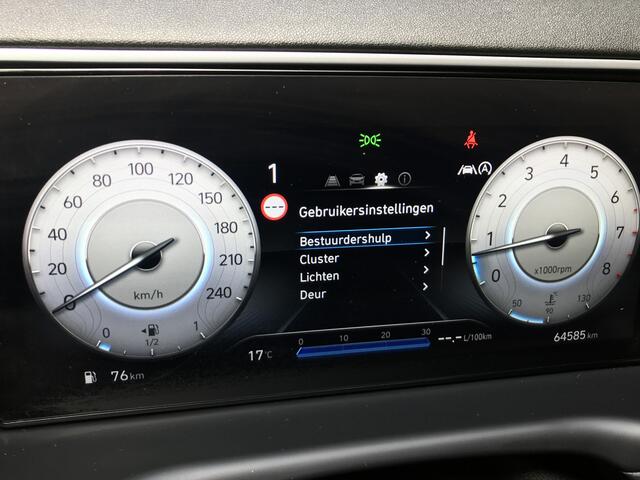 1
Gebruikersinstellingen
Bestuurdershulp
Cluster
Lichten
Deur
0 20 40 60 80 100 120 150 180 210 240
km/h
0 1/2 1
76 km
17°C
0 10 20 30
--.- L/100km
0 1 2 3 4 5 6 7 8
x1000rpm
50 90 130
64585 km
A